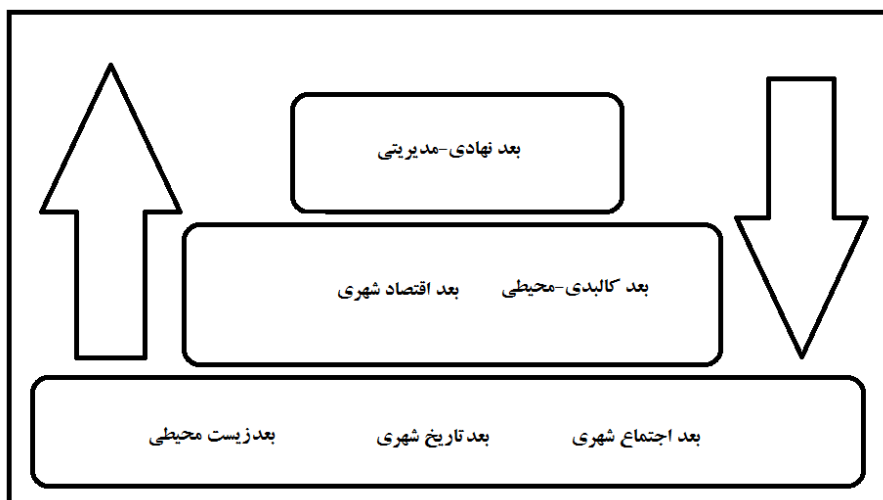 بعد نهادی-مدیریتی
بعد کالبدی-محیطی بعد اقتصاد شهری
بعد اجتماع شهری بعد تاریخ شهری بعدزیست محیطی